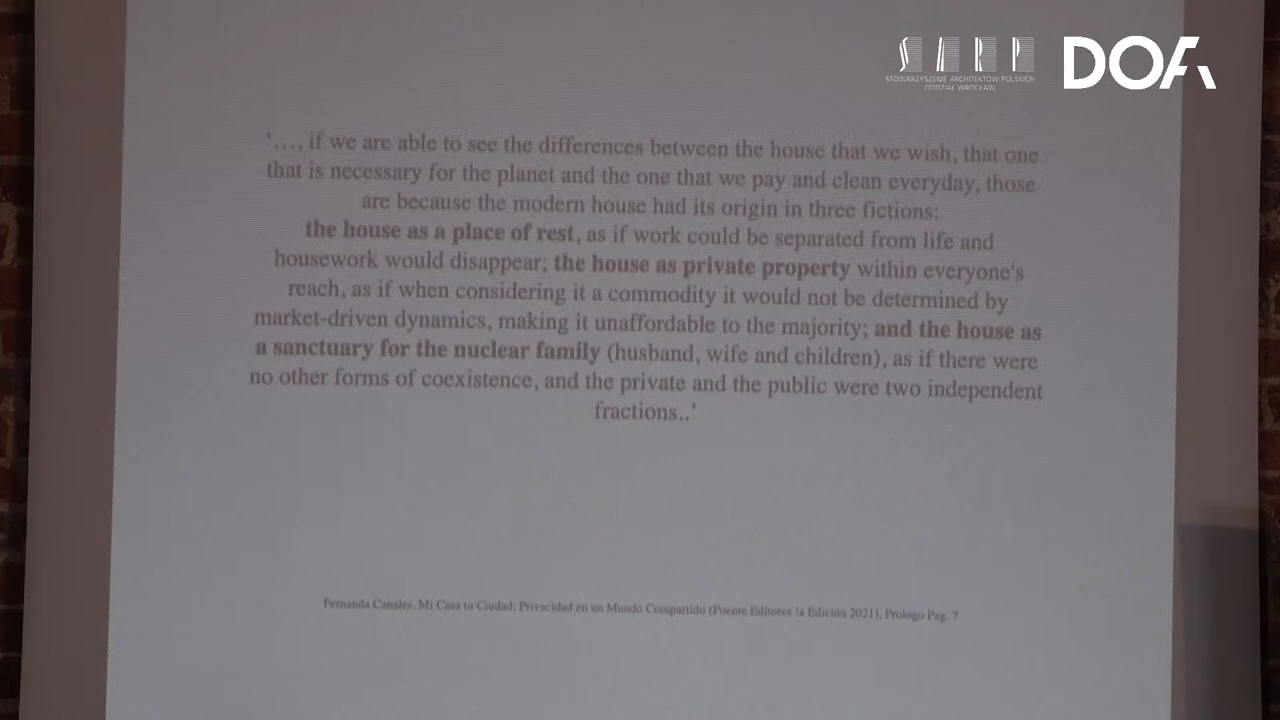 SARP
STOWARZYSZENIE ARCHITEKTÓW POLSKICH
ODDZIAŁ WROCŁAW
DOFA
'…, if we are able to see the differences between the house that we wish, that one
that is necessary for the planet and the one that we pay and clean everyday, those
are because the modern house had its origin in three fictions:
the house as a place of rest, as if work could be separated from life and
housework would disappear; the house as private property within everyone's
reach, as if when considering it a commodity it would not be determined by
market-driven dynamics, making it unaffordable to the majority; and the house as
a sanctuary for the nuclear family (husband, wife and children), as if there were
no other forms of coexistence, and the private and the public were two independent
fractions..'
Fernanda Canales, Mi Casa tu Ciudad: Privacidad en un Mundo Compartido (Puente Editores 1a Edición 2021), Prologo Pag. 7